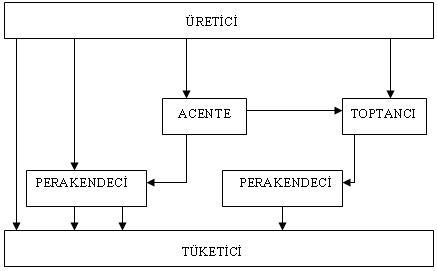 ÜRETİCİ
ACENTE
TOPTANCI
PERAKENDECİ
PERAKENDECİ
TÜKETİCİ